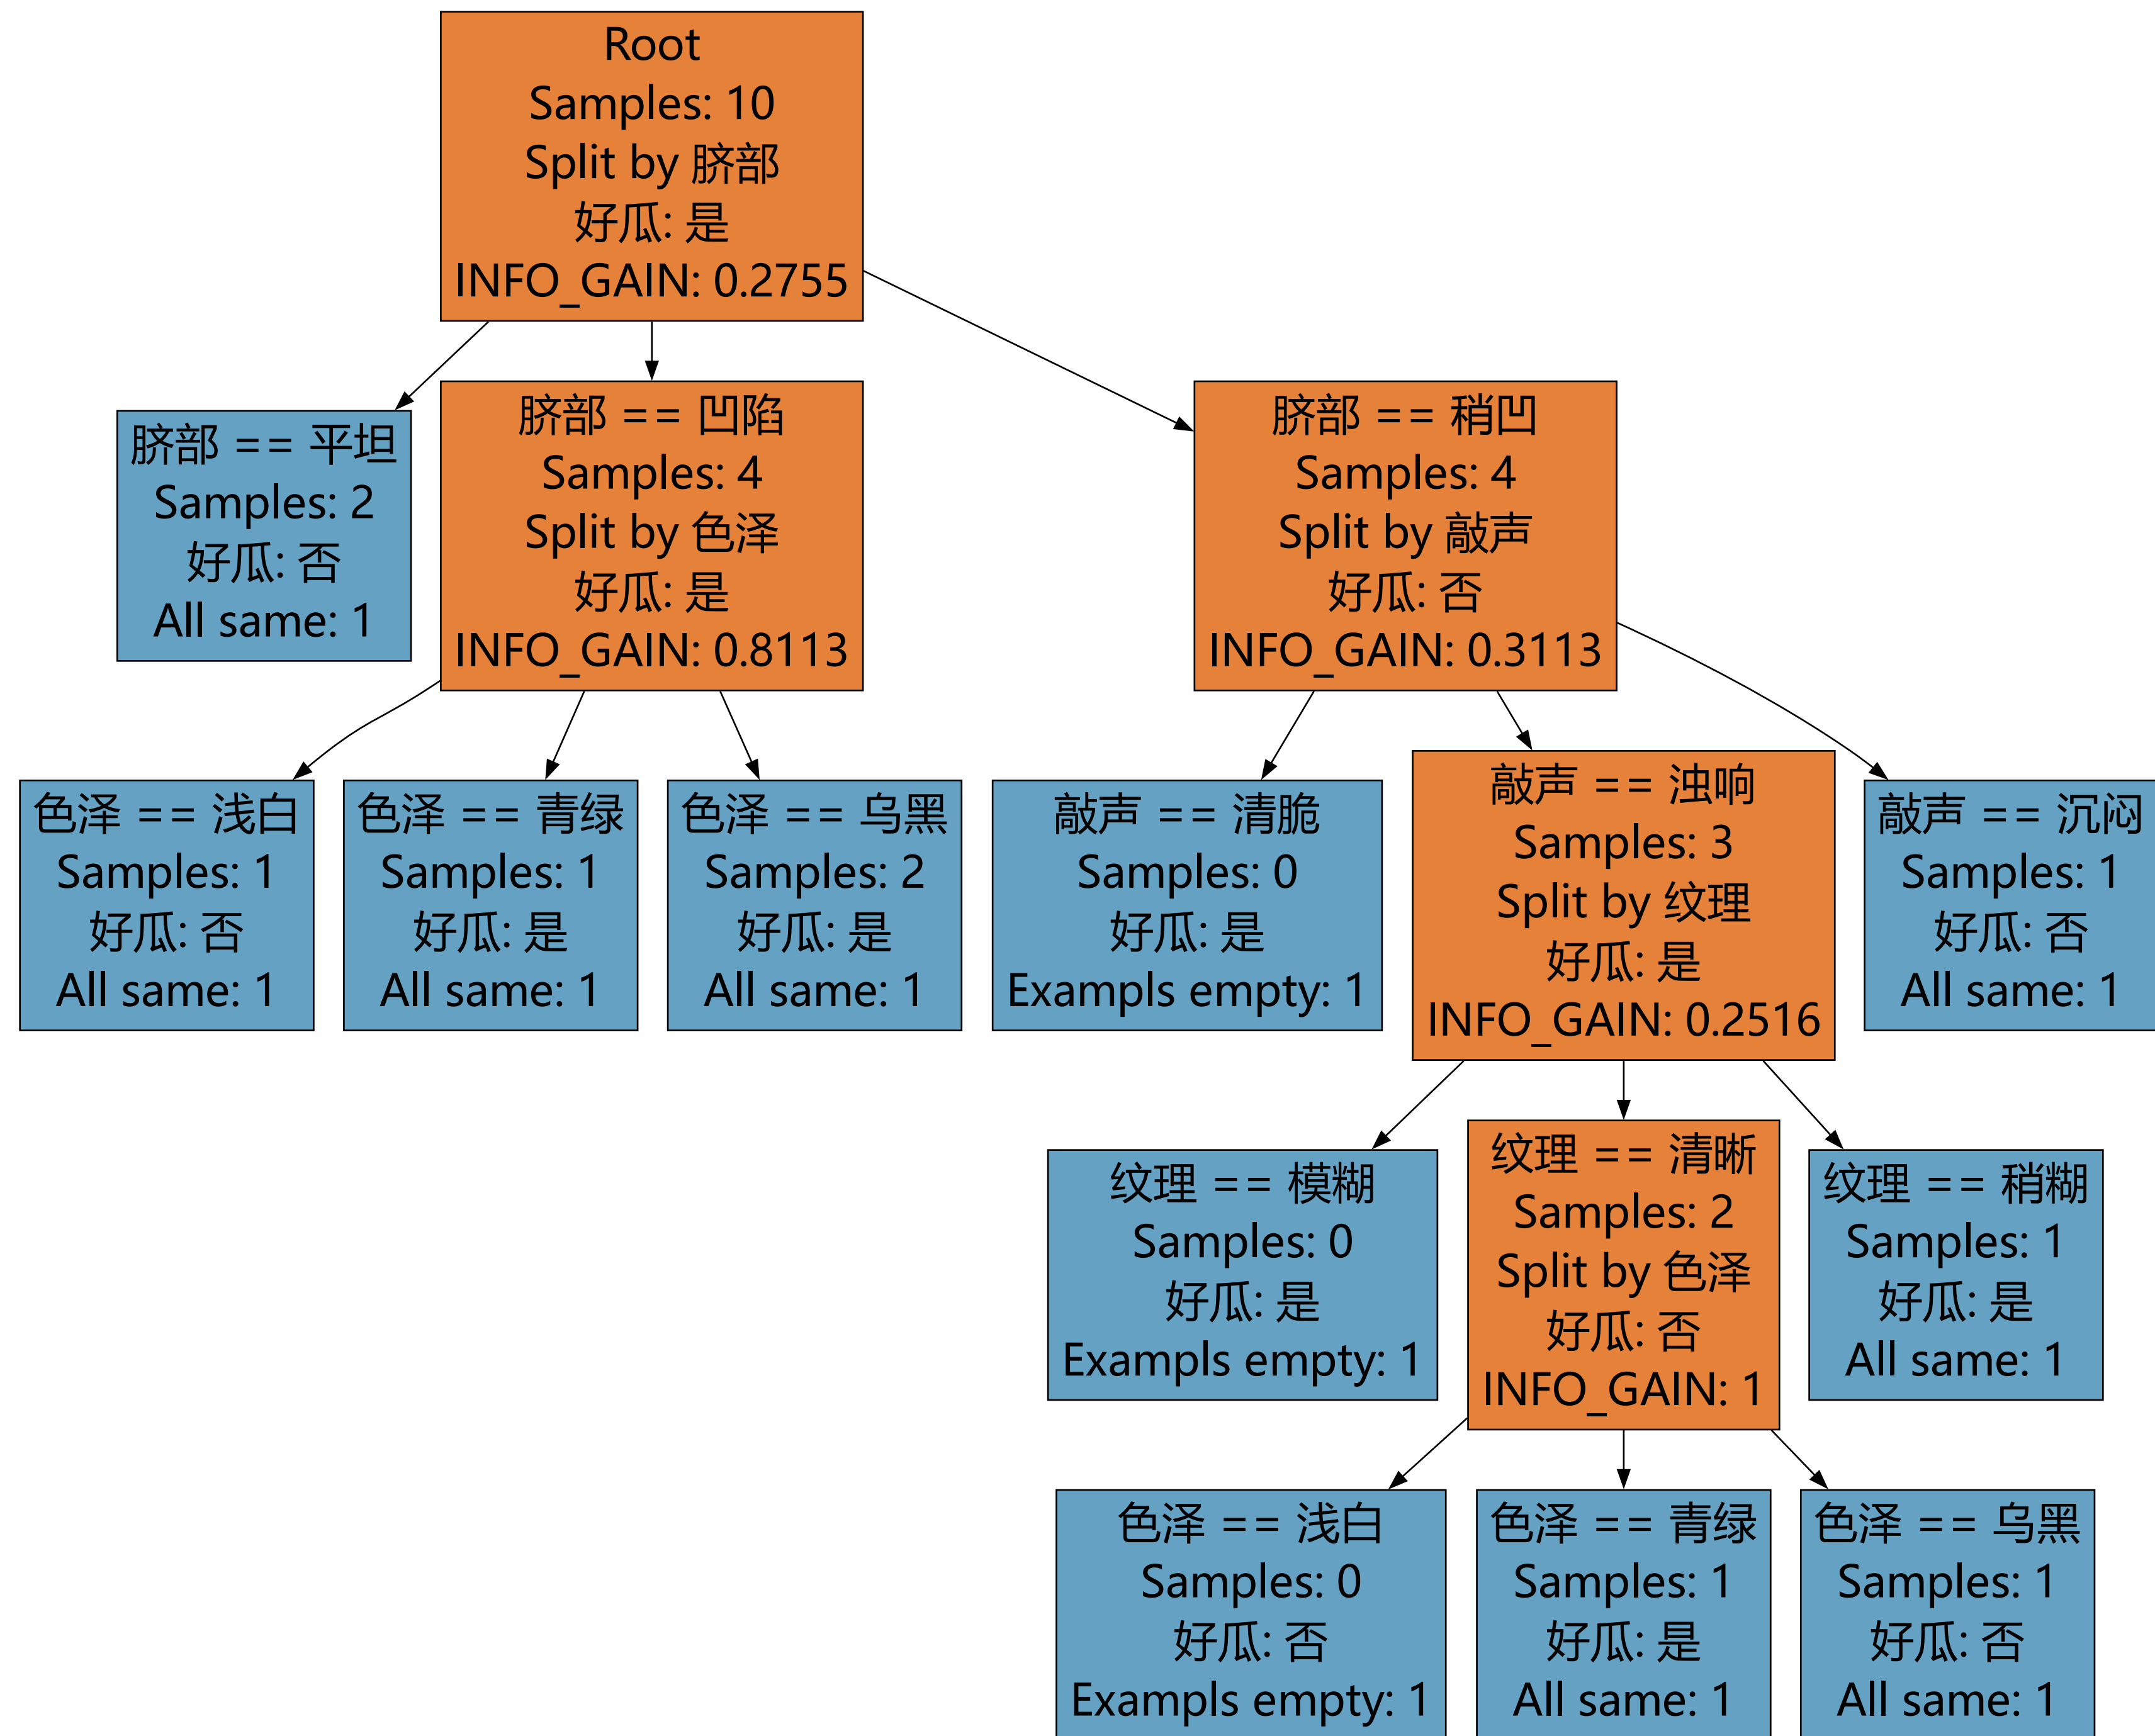 Root
Samples: 10
Split by 脐部
好瓜: 是
INFO_GAIN: 0.2755
脐部 == 平坦
Samples: 2
好瓜: 否
All same: 1
脐部 == 凹陷
Samples: 4
Split by 色泽
好瓜: 是
INFO_GAIN: 0.8113
脐部 == 稍凹
Samples: 4
Split by 敲声
好瓜: 否
INFO_GAIN: 0.3113
色泽 == 浅白
Samples: 1
好瓜: 否
All same: 1
色泽 == 青绿
Samples: 1
好瓜: 是
All same: 1
色泽 == 乌黑
Samples: 2
好瓜: 是
All same: 1
敲声 == 清脆
Samples: 0
好瓜: 是
Exampls empty: 1
敲声 == 浊响
Samples: 3
Split by 纹理
好瓜: 是
INFO_GAIN: 0.2516
敲声 == 沉闷
Samples: 1
好瓜: 否
All same: 1
纹理 == 模糊
Samples: 0
好瓜: 是
Exampls empty: 1
纹理 == 清晰
Samples: 2
Split by 色泽
好瓜: 否
INFO_GAIN: 1
纹理 == 稍糊
Samples: 1
好瓜: 是
All same: 1
色泽 == 浅白
Samples: 0
好瓜: 否
Exampls empty: 1
色泽 == 青绿
Samples: 1
好瓜: 是
All same: 1
色泽 == 乌黑
Samples: 1
好瓜: 否
All same: 1